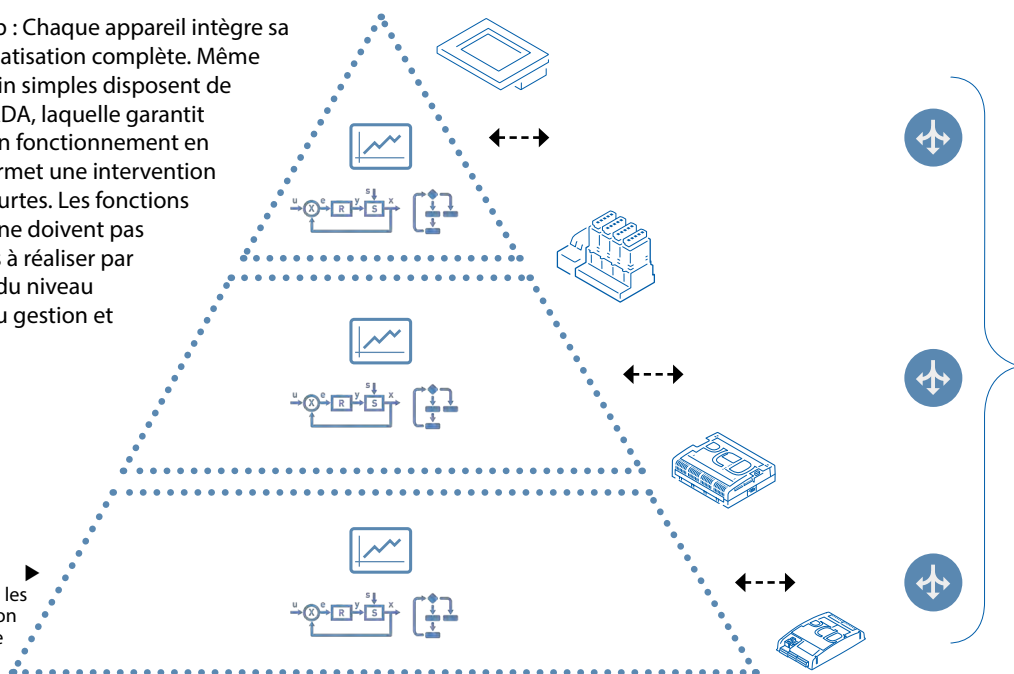 : Chaque appareil intègre sa
atisation complète. Même
in simples disposent de
DA, laquelle garantit
n fonctionnement en
rmet une intervention
urtes. Les fonctions
ne doivent pas
s à réaliser par
du niveau
u gestion et
u X e R y s S x
u X e R y s S x
u X e R y s S x
les
on
e